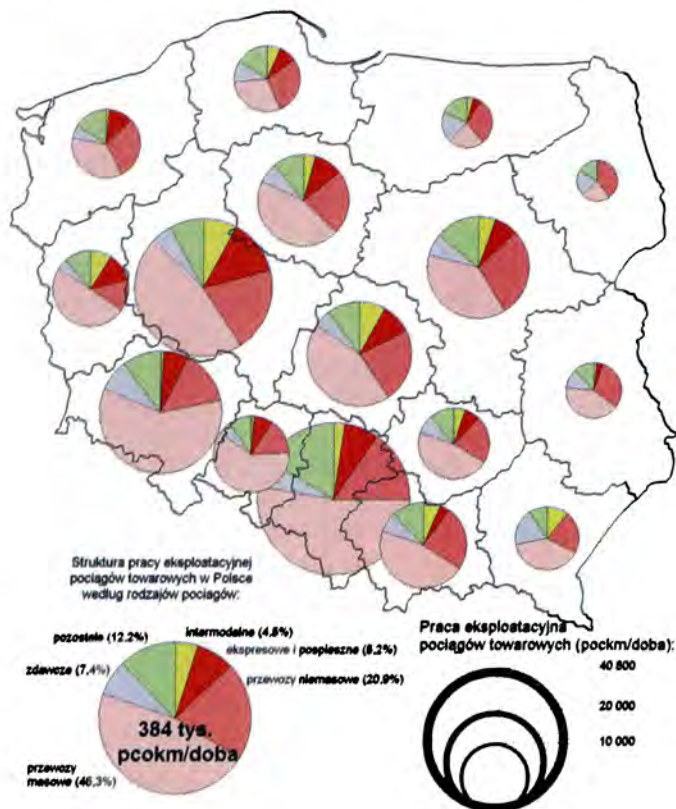 Struktura pracy eksploatacyjnej
pociągów towarowych w Polsce
według rodzajów pociągów:
pozostałe (12.2%)
intermodalne (4,8%)
ekspresowe i pospieszne (8,2%)
zdawcze (7,4%)
przewozy niemasowe (20,9%)
384 tys.
pcokm/doba
przewozy
masowe (46,3%)
Praca eksploatacyjna
pociągów towarowych (pockm/doba):
40 800
20 000
10 000